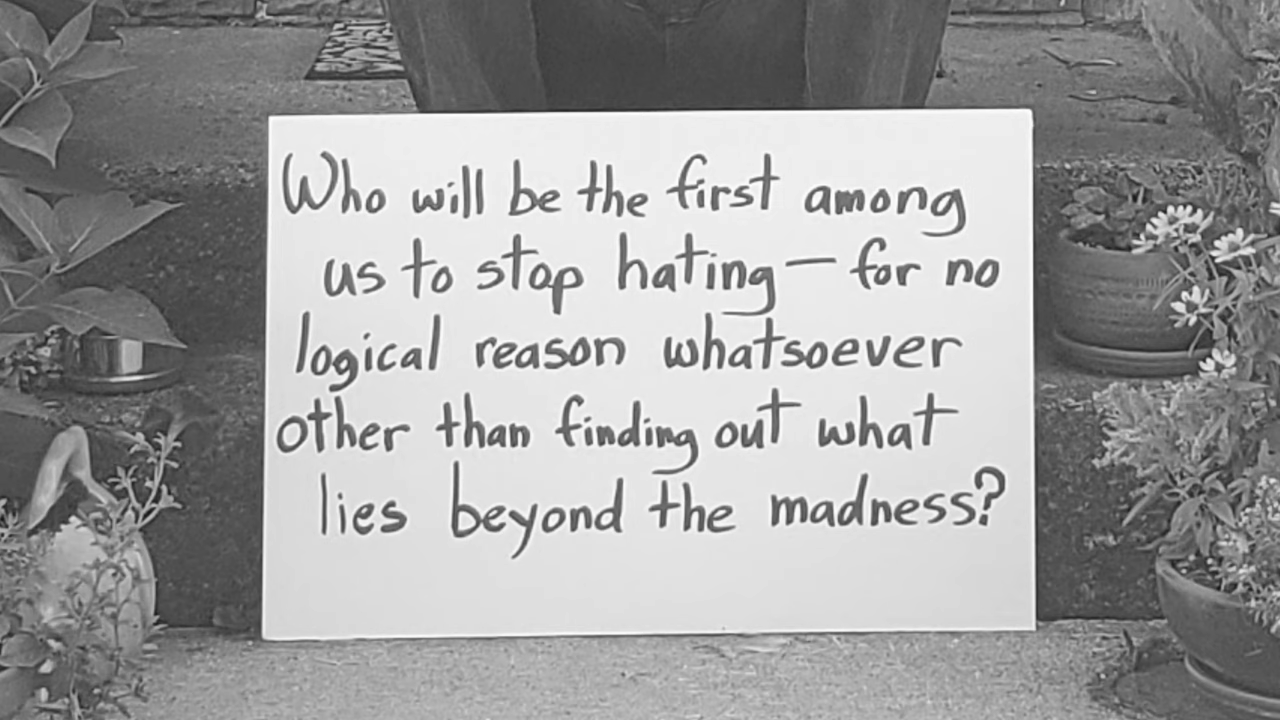 Who will be the first among
us to stop hating — for no
logical reason whatsoever
other than finding out what
lies beyond the madness?